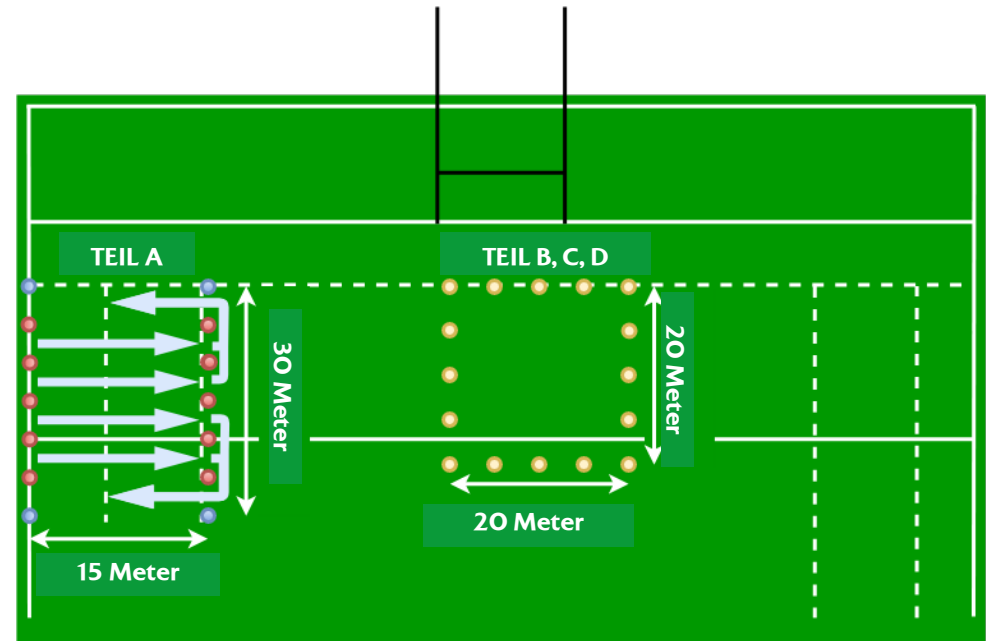 TEIL A
TEIL B, C, D
30 Meter
20 Meter
20 Meter
15 Meter